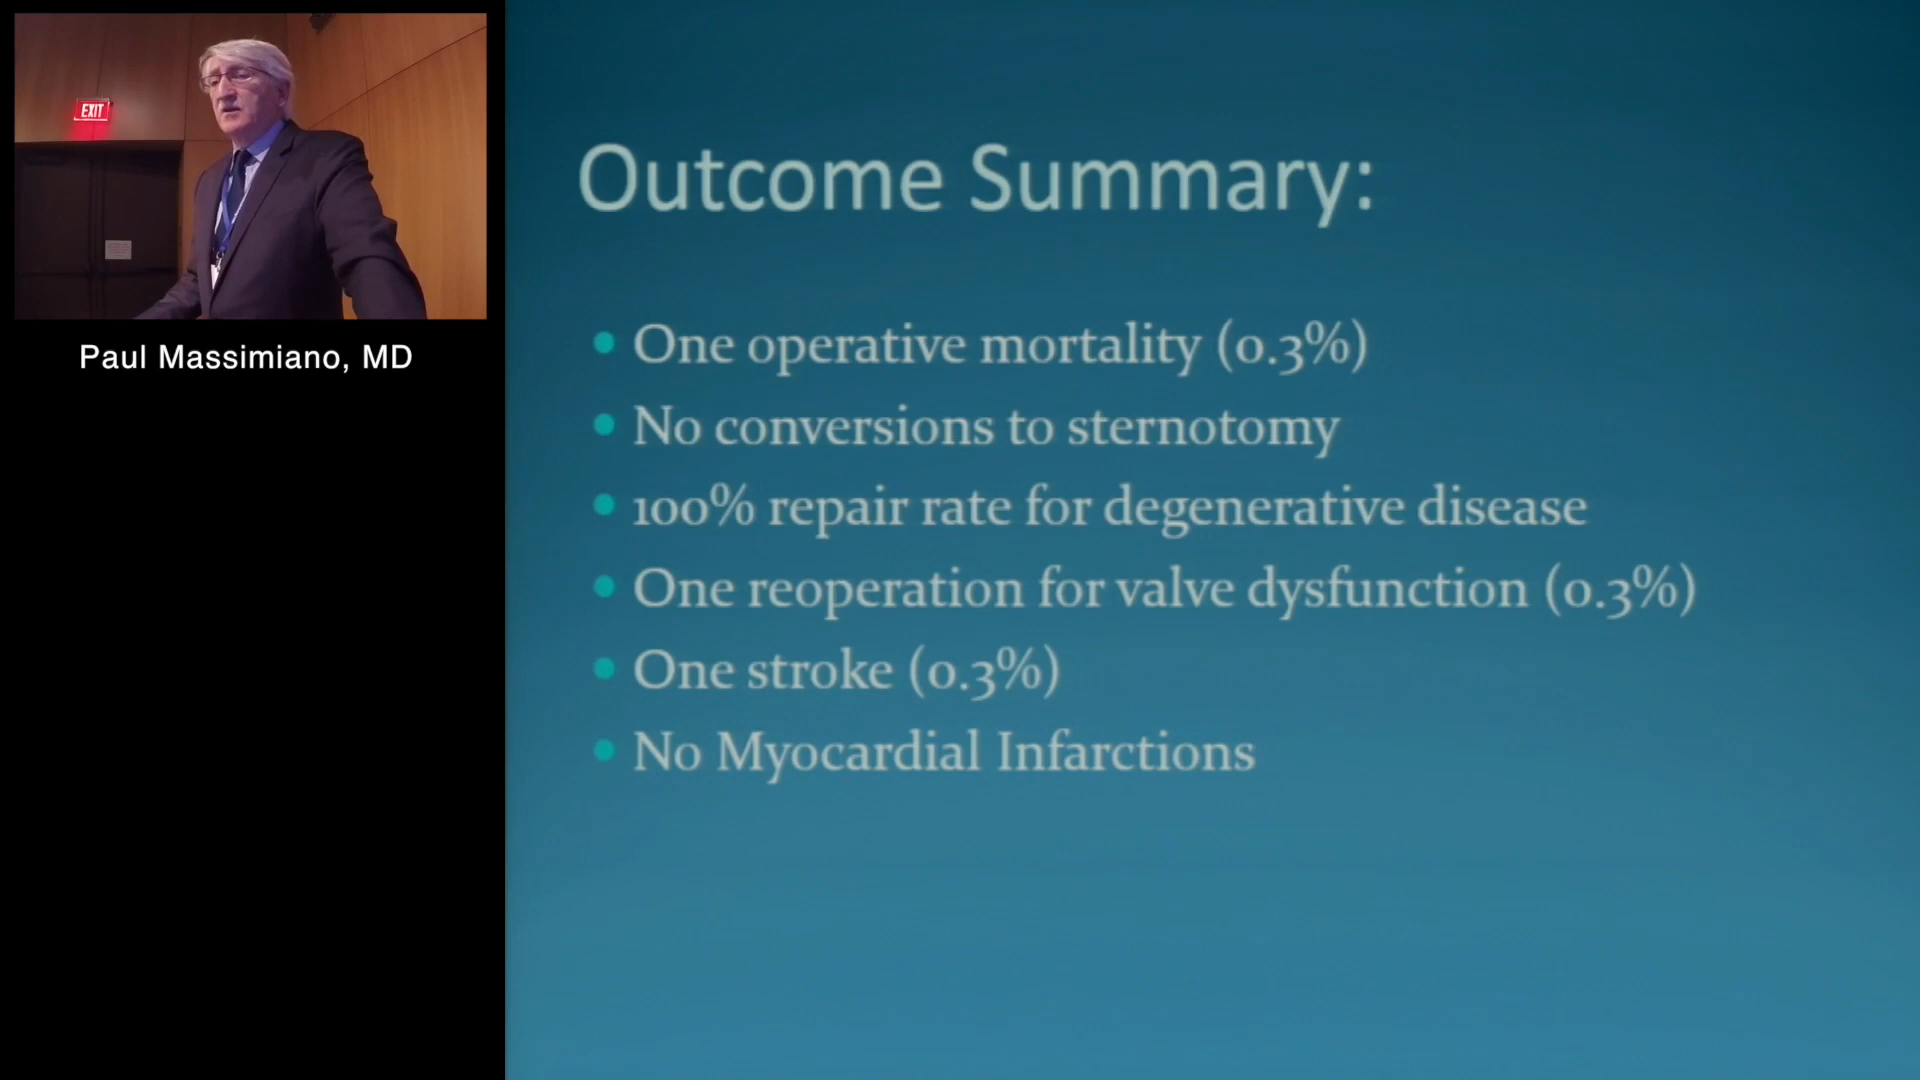 EXIT
Paul Massimiano, MD
Outcome Summary:
One operative mortality (0.3%)
No conversions to sternotomy
100% repair rate for degenerative disease
One reoperation for valve dysfunction (0.3%)
One stroke (0.3%)
No Myocardial Infarctions